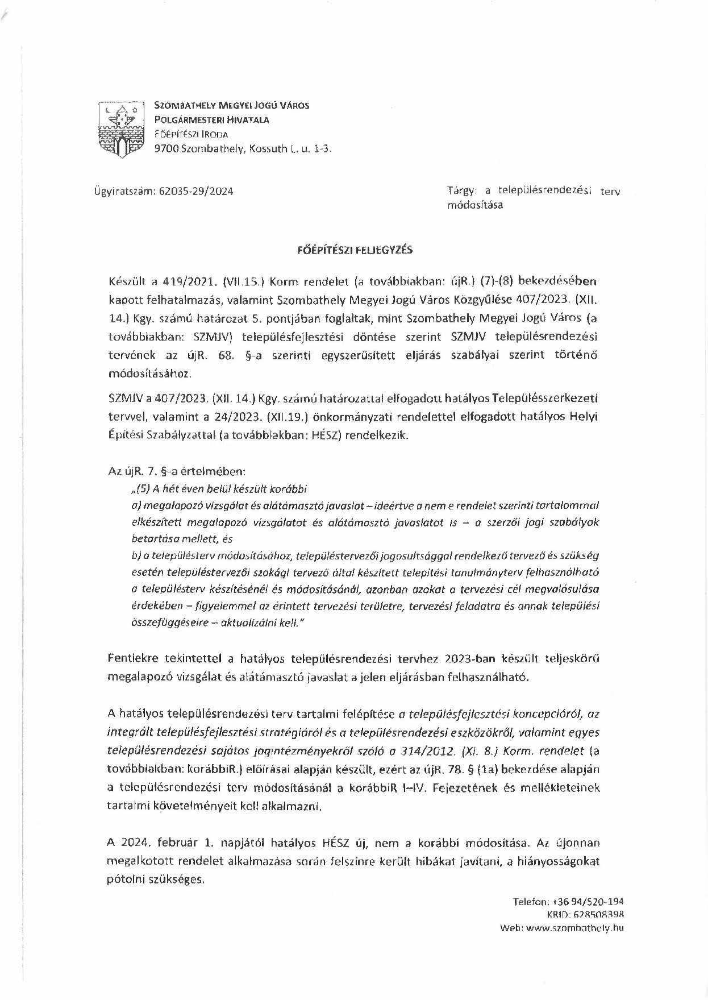 SZOMBATHELY MEGYEI JOGÚ VÁROS
POLGÁRMESTERI HIVATALA
FŐÉPÍTÉSZI IRODA
9700 Szombathely, Kossuth L. u. 1-3.
Ügyiratszám: 62035-29/2024
Tárgy: a településrendezési terv
módosítása
FŐÉPÍTÉSZI FELJEGYZÉS
Készült a 419/2021. (VII.15.) Korm rendelet (a továbbiakban: újR.) (7)-(8) bekezdésében
kapott felhatalmazás, valamint Szombathely Megyei Jogú Város Közgyűlése 407/2023. (XII.
14.) Kgy. számú határozat 5. pontjában foglaltak, mint Szombathely Megyei Jogú Város (a
továbbiakban: SZMJV) településfejlesztési döntése szerint SZMJV településrendezési
tervének az újR. 68. §-a szerinti egyszerűsített eljárás szabályai szerint történő
módosításához.
SZMJV a 407/2023. (XII. 14.) Kgy. számú határozattal elfogadott hatályos Településszerkezeti
tervvel, valamint a 24/2023. (XII.19.) önkormányzati rendelettel elfogadott hatályos Helyi
Építési Szabályzattal (a továbbiakban: HÉSZ) rendelkezik.
Az újR. 7. §-a értelmében:
„(5) A hét éven belül készült korábbi
a) megalapozó vizsgálat és alátámasztó javaslat – ideértve a nem e rendelet szerinti tartalommal
elkészített megalapozó vizsgálatot és alátámasztó javaslatot is – a szerzői jogi szabályok
betartása mellett, és
b) a településterv módosításához, településtervezői jogosultsággal rendelkező tervező és szükség
esetén településtervezői szakági tervező által készített telepítési tanulmányterv felhasználható
a településterv készítésénél és módosításánál, azonban azokat a tervezési cél megvalósulása
érdekében – figyelemmel az érintett tervezési területre, tervezési feladatra és annak települési
összefüggéseire – aktualizálni kell."
Fentiekre tekintettel a hatályos településrendezési tervhez 2023-ban készült teljeskörű
megalapozó vizsgálat és alátámasztó javaslat a jelen eljárásban felhasználható.
A hatályos településrendezési terv tartalmi felépítése a településfejlesztési koncepcióról, az
integrált településfejlesztési stratégiáról és a településrendezési eszközökről, valamint egyes
településrendezési sajátos jogintézményekről szóló a 314/2012. (XI. 8.) Korm. rendelet (a
továbbiakban: korábbiR.) előírásai alapján készült, ezért az újR. 78. § (1a) bekezdése alapján
a településrendezési terv módosításánál a korábbiR I–IV. Fejezetének és mellékleteinek
tartalmi követelményeit kell alkalmazni.
A 2024. február 1. napjától hatályos HÉSZ új, nem a korábbi módosítása. Az újonnan
megalkotott rendelet alkalmazása során felszínre került hibákat javítani, a hiányosságokat
pótolni szükséges.
Telefon: +36 94/520-194
KRID: 628508398
Web: www.szombathely.hu